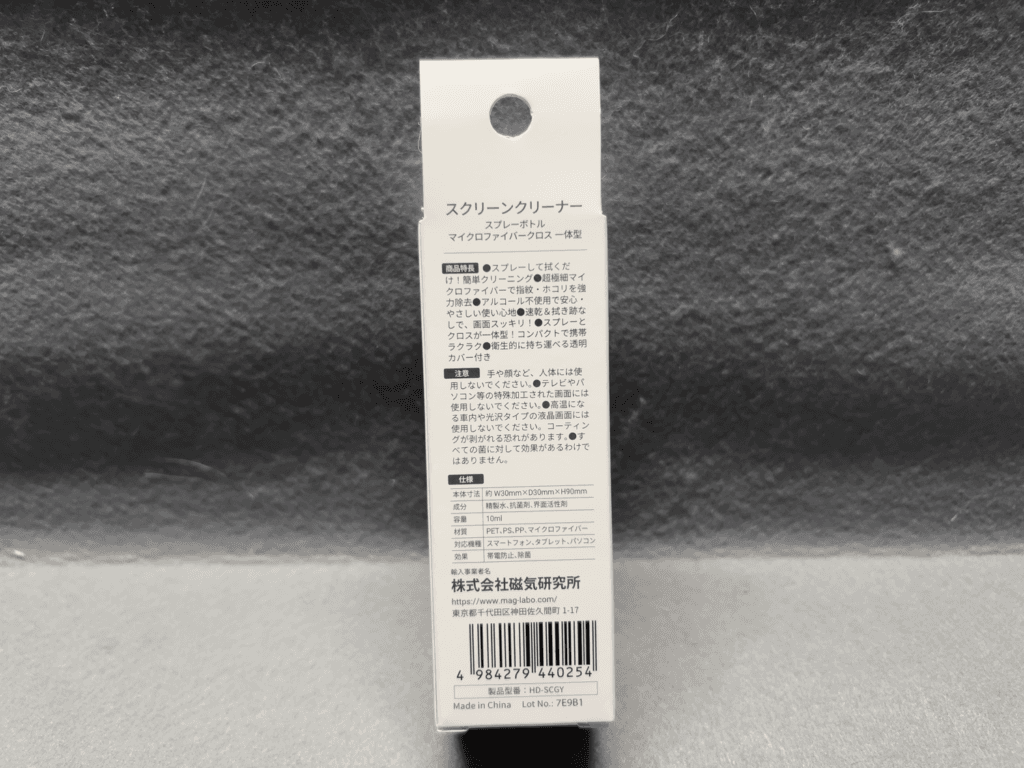 スクリーンクリーナー
スプレーボトル
マイクロファイバークロス 一体型
商品特長 ●スプレーして拭くだ
け！簡単クリーニング●超極細マイ
クロファイバーで指紋・ホコリを強
力除去●アルコール不使用で安心・
やさしい使い心地●速乾＆拭き跡な
しで、画面スッキリ！●スプレーと
クロスが一体型！コンパクトで携帯
ラクラク●衛生的に持ち運べる透明
カバー付き
注意 手や顔など、人体には使
用しないでください。●テレビやパ
ソコン等の特殊加工された画面には
使用しないでください。●高温にな
る車内や光沢タイプの液晶画面には
使用しないでください。コーティン
グが剥がれる恐れがあります。●す
べての菌に対して効果があるわけで
はありません。
仕様
本体寸法 約 W30mm×D30mm×H90mm
成分 精製水、抗菌剤、界面活性剤
容量 10ml
材質 PET、PS、PP、マイクロファイバー
対応機種 スマートフォン、タブレット、パソコン
効果 帯電防止、除菌
輸入事業者名
株式会社磁気研究所
https://www.mag-labo.com/
東京都千代田区神田佐久間町 1-17
4 984279 440254
製品型番：HD-SCGY
Made in China Lot No.: 7E9B1